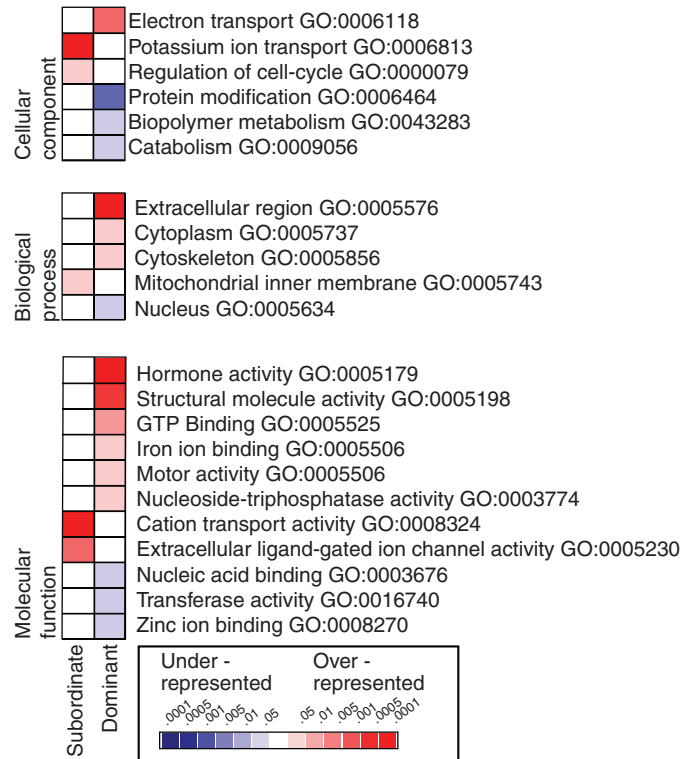 Cellular
component
Electron transport GO:0006118
Potassium ion transport GO:0006813
Regulation of cell-cycle GO:0000079
Protein modification GO:0006464
Biopolymer metabolism GO:0043283
Catabolism GO:0009056
Biological
process
Extracellular region GO:0005576
Cytoplasm GO:0005737
Cytoskeleton GO:0005856
Mitochondrial inner membrane GO:0005743
Nucleus GO:0005634
Molecular
function
Hormone activity GO:0005179
Structural molecule activity GO:0005198
GTP Binding GO:0005525
Iron ion binding GO:0005506
Motor activity GO:0005506
Nucleoside-triphosphatase activity GO:0003774
Cation transport activity GO:0008324
Extracellular ligand-gated ion channel activity GO:0005230
Nucleic acid binding GO:0003676
Transferase activity GO:0016740
Zinc ion binding GO:0008270
Subordinate
Dominant
Under - Over -
represented represented
.0001 .0005 .001 .005 .01 .05 .05 .01 .005 .001 .0005 .0001